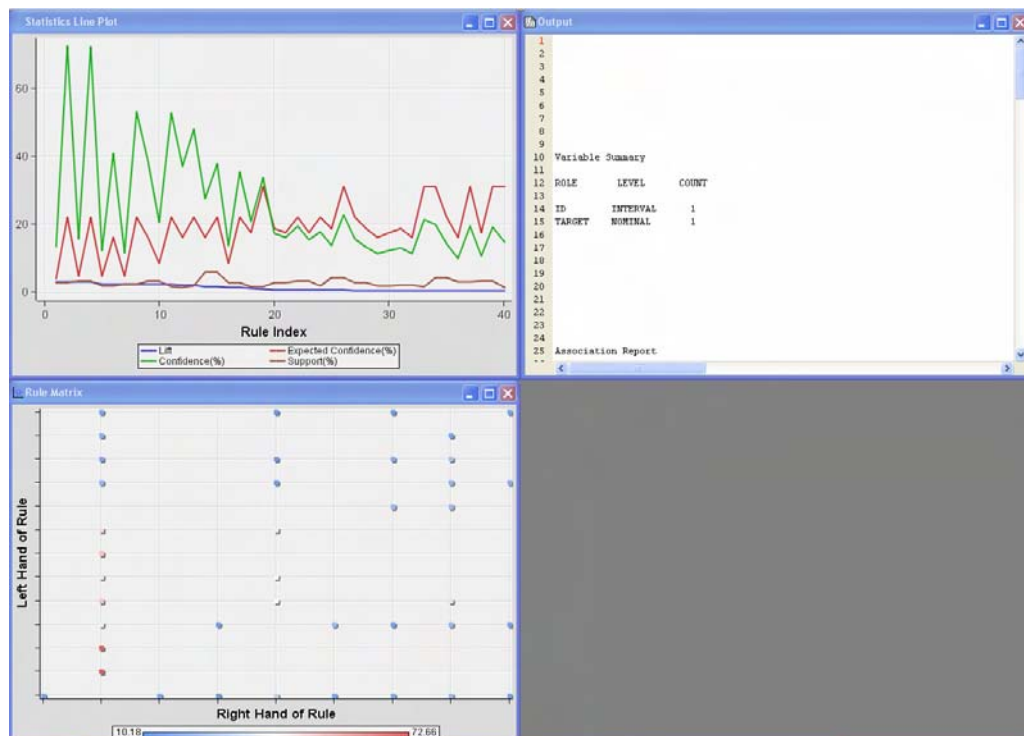 Statistics Line Plot
60
40
20
0
0
10
20
30
40
Rule Index
Lift
Expected Confidence(%)
Confidence(%)
Support(%)
Output
1
2
3
4
5
6
7
8
9
10 Variable Summary
11
12 ROLE LEVEL COUNT
13
14 ID INTERVAL 1
15 TARGET NOMINAL 1
16
17
18
19
20
21
22
23
24
25 Association Report
Rule Matrix
Left Hand of Rule
Right Hand of Rule
10.18
72.66